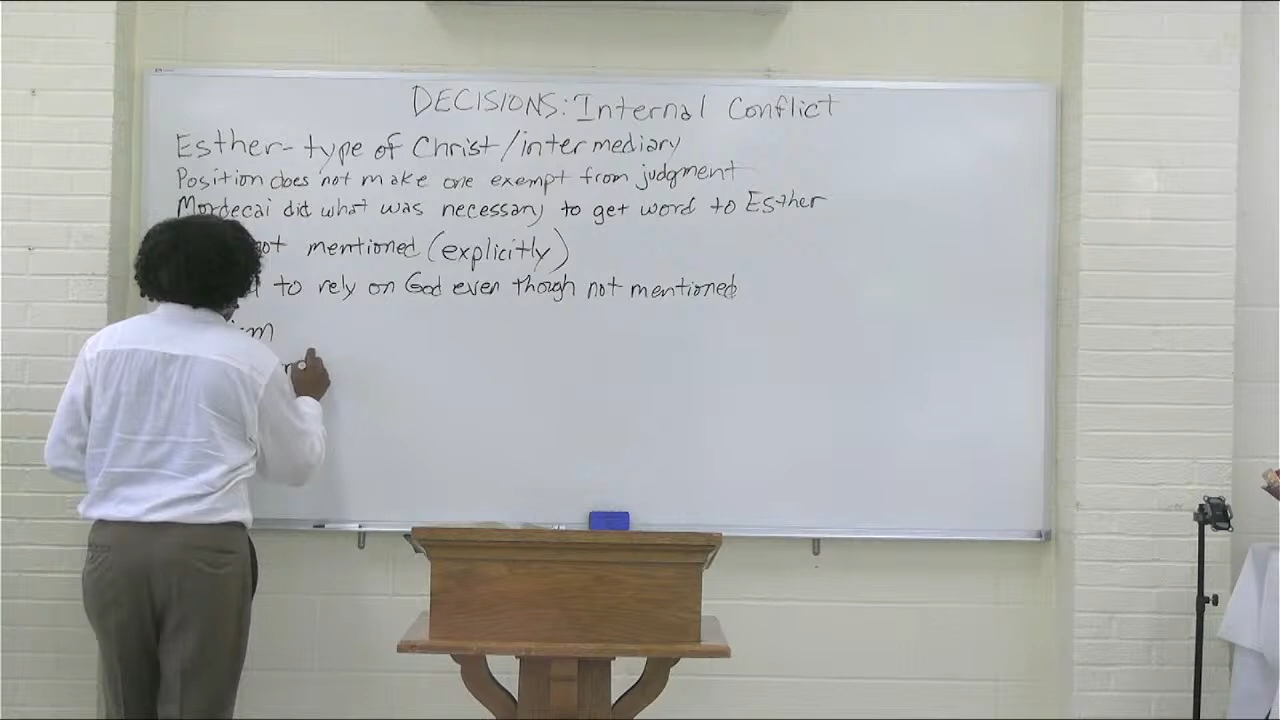 DECISIONS: Internal Conflict
Esther - type of Christ/intermediary
Position does not make one exempt from judgment
Mordecai did what was necessary to get word to Esther
not mentioned (explicitly)
to rely on God even though not mentioned